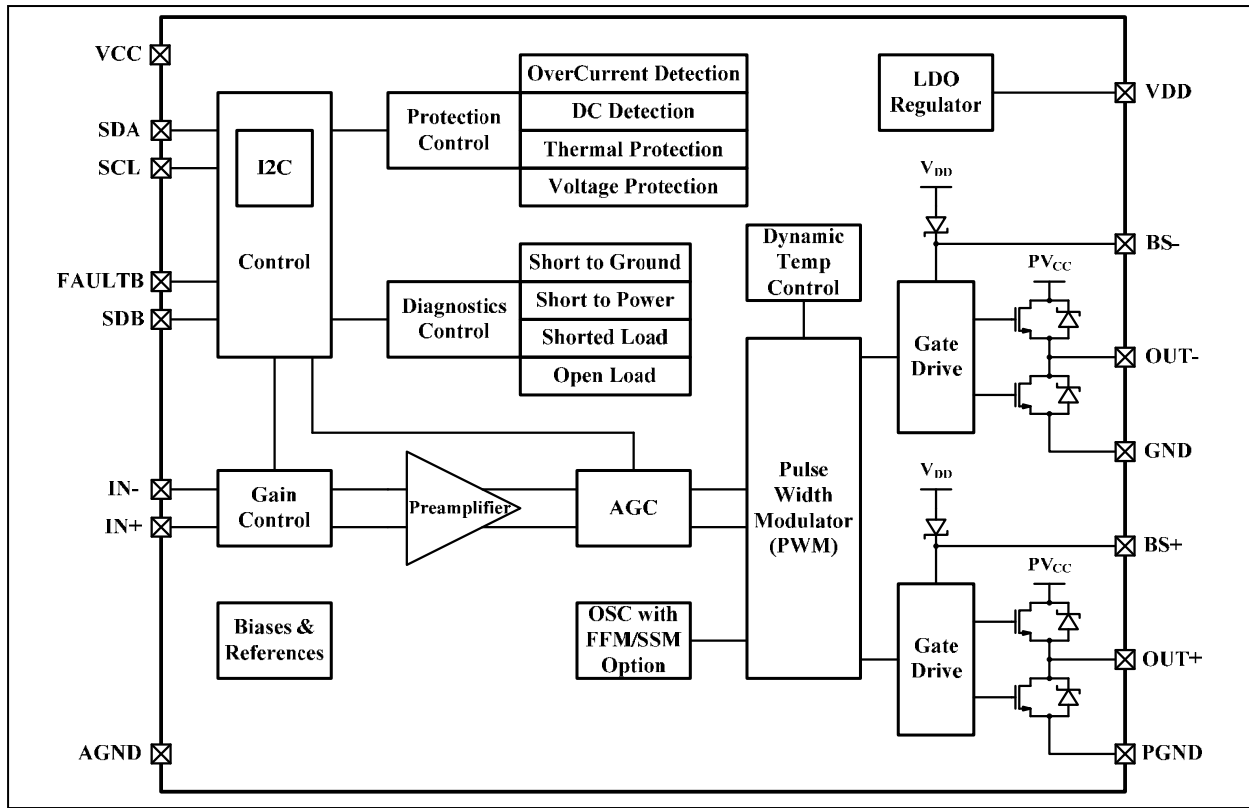 VCC
SDA
SCL
FAULTB
SDB
IN-
IN+
AGND
I2C
Control
Protection
Control
OverCurrent Detection
DC Detection
Thermal Protection
Voltage Protection
Diagnostics
Control
Short to Ground
Short to Power
Shorted Load
Open Load
Gain
Control
Preamplifier
AGC
Biases &
References
OSC with
FFM/SSM
Option
Dynamic
Temp
Control
Pulse
Width
Modulator
(PWM)
LDO
Regulator
VDD
VDD
BS-
PVCC
Gate
Drive
OUT-
GND
VDD
BS+
PVCC
Gate
Drive
OUT+
PGND